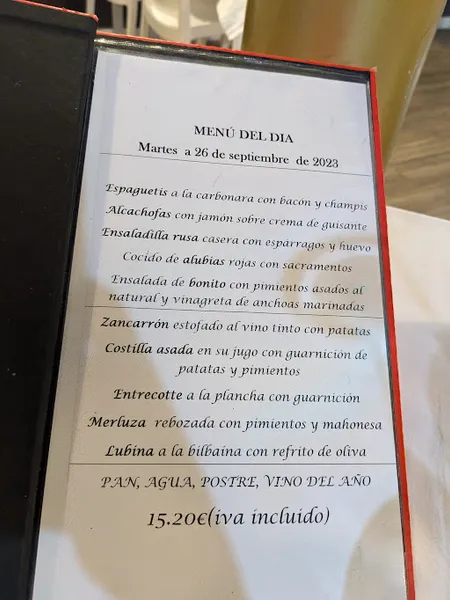 MENÚ DEL DIA
Martes a 26 de septiembre de 2023
Espaguetis a la carbonara con bacón y champis
Alcachofas con jamón sobre crema de guisante
Ensaladilla rusa casera con esparragos y huevo
Cocido de alubias rojas con sacramentos
Ensalada de bonito con pimientos asados al
natural y vinagreta de anchoas marinadas
Zancarrón estofado al vino tinto con patatas
Costilla asada en su jugo con guarnición de
patatas y pimientos
Entrecotte a la plancha con guarnición
Merluza rebozada con pimientos y mahonesa
Lubina a la bilbaina con refrito de oliva
PAN, AGUA, POSTRE, VINO DEL AÑO
15.20€(iva incluido)